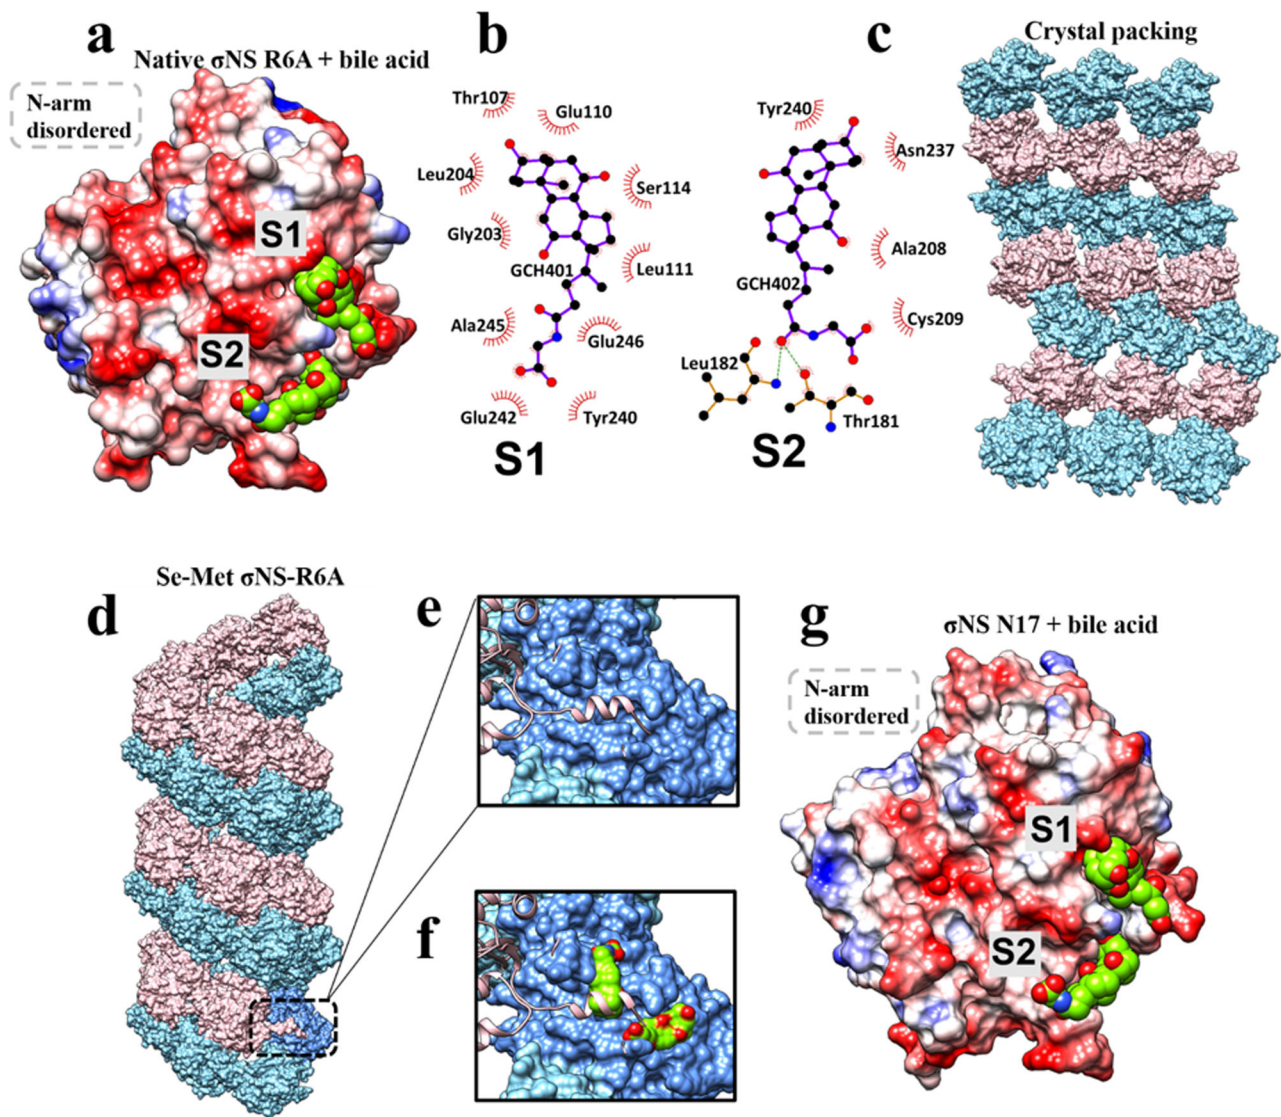 a
Native σNS R6A + bile acid
N-arm
disordered
S1
S2
b
Thr107
Glu110
Leu204
Ser114
Gly203
GCH401
Leu111
Ala245
Glu246
Glu242
Tyr240
S1
Tyr240
Asn237
Ala208
GCH402
Cys209
Leu182
Thr181
S2
c
Crystal packing
d
Se-Met σNS-R6A
e
f
g
σNS N17 + bile acid
N-arm
disordered
S1
S2